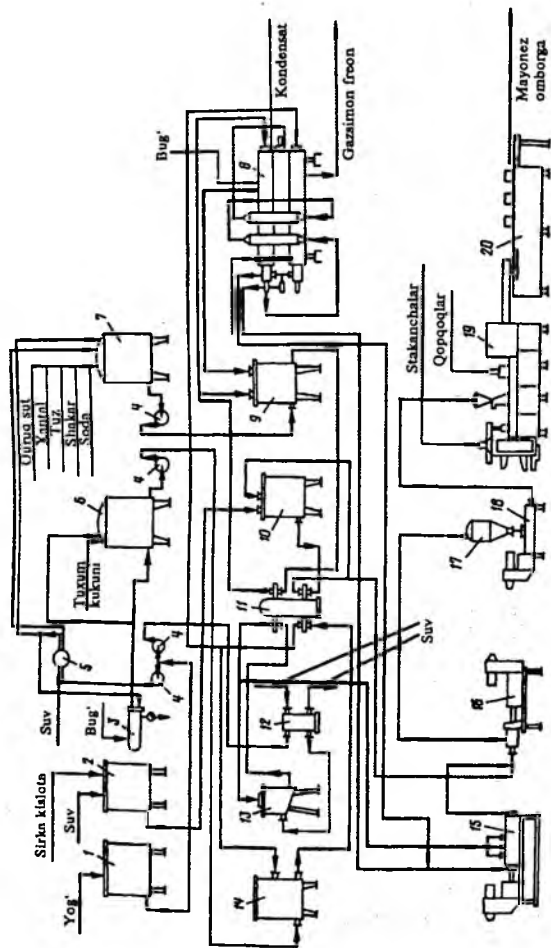 Yog'
Sirka kislota
Suv
Bug'
Suv
Tuxum
kukuni
Quruq sut
Xantal
Tuz
Shakar
Soda
Bug'
Kondensat
Gazsimon freon
Suv
Stakanchalar
Qopqoqlar
Mayonez
omborga
1
2
3
4
4
4
4
5
6
7
8
9
10
11
12
13
14
15
16
17
18
19
20